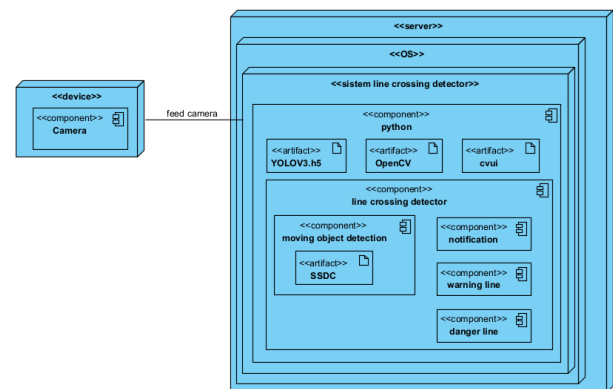 <<server>>
<<OS>>
<<sistem line crossing detector>>
<<device>>
<<component>>
Camera
feed camera
<<component>>
python
<<artifact>>
YOLOV3.h5
<<artifact>>
OpenCV
<<artifact>>
cvui
<<component>>
line crossing detector
<<component>>
moving object detection
<<artifact>>
SSDC
<<component>>
notification
<<component>>
warning line
<<component>>
danger line